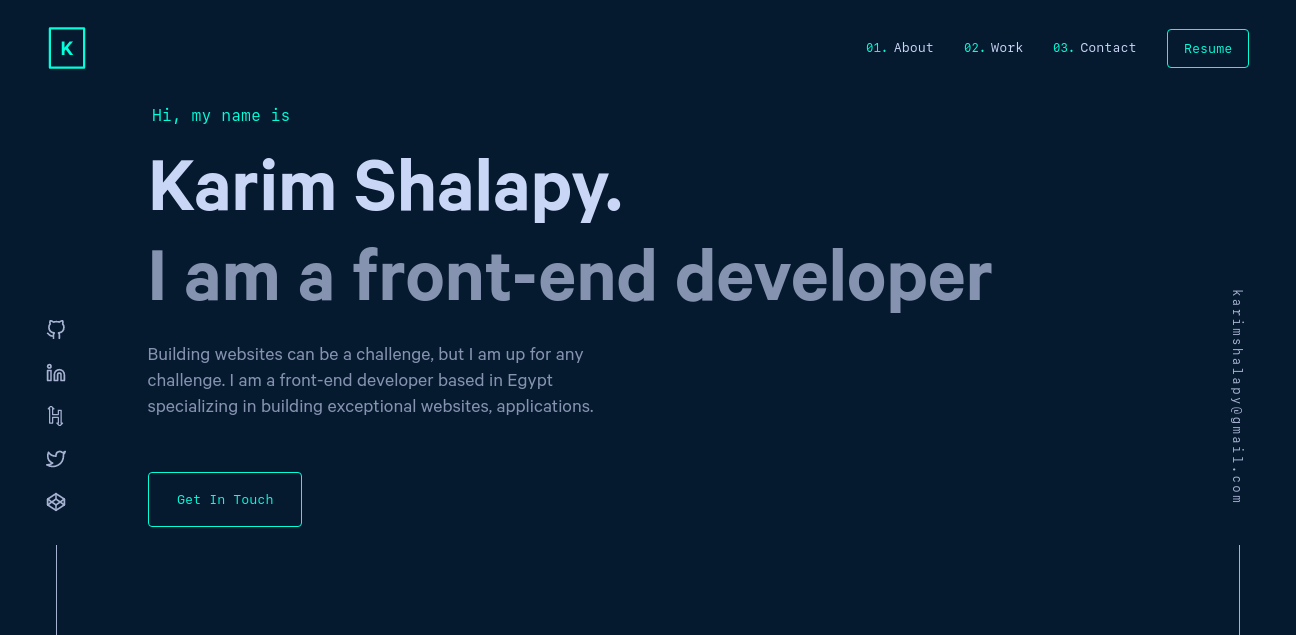 K
01. About 02. Work 03. Contact Resume
Hi, my name is
Karim Shalapy.
I am a front-end developer
Building websites can be a challenge, but I am up for any
challenge. I am a front-end developer based in Egypt
specializing in building exceptional websites, applications.
Get In Touch
karimshalapy@gmail.com